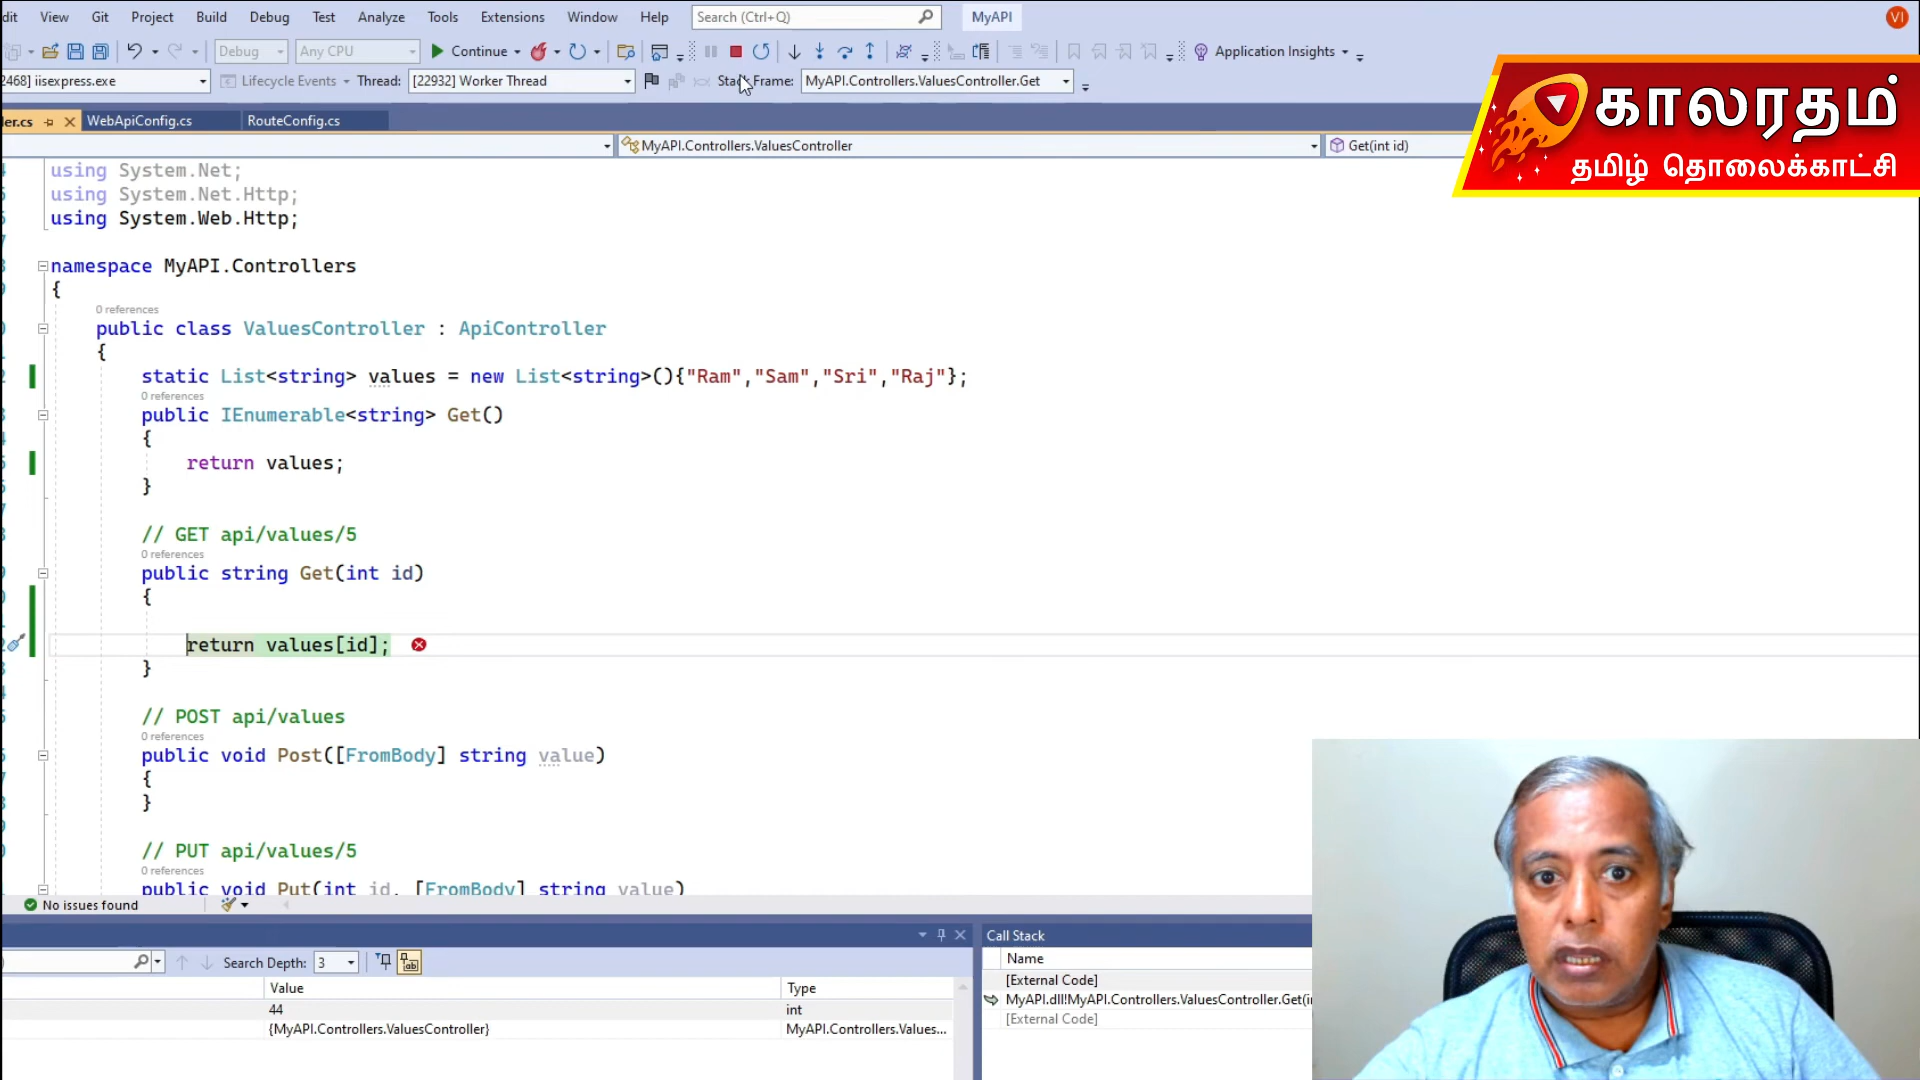 dit View Git Project Build Debug Test Analyze Tools Extensions Window Help Search (Ctrl+Q) MyAPI VI
Debug Any CPU Continue Application Insights
2468] iisexpress.exe Lifecycle Events Thread: [22932] Worker Thread Stack Frame: MyAPI.Controllers.ValuesController.Get
காலரதம்
தமிழ் தொலைக்காட்சி
er.cs WebApiConfig.cs RouteConfig.cs
MyAPI.Controllers.ValuesController Get(int id)
using System.Net;
using System.Net.Http;
using System.Web.Http;
namespace MyAPI.Controllers
{
0 references
public class ValuesController : ApiController
{
static List<string> values = new List<string>(){"Ram","Sam","Sri","Raj"};
0 references
public IEnumerable<string> Get()
{
return values;
}
// GET api/values/5
0 references
public string Get(int id)
{
return values[id];
}
// POST api/values
0 references
public void Post([FromBody] string value)
{
}
// PUT api/values/5
0 references
public void Put(int id, [FromBody] string value)
No issues found
Call Stack
Search Depth: 3
Name
Value Type
[External Code]
44 int
MyAPI.dll!MyAPI.Controllers.ValuesController.Get(i
{MyAPI.Controllers.ValuesController} MyAPI.Controllers.Values...
[External Code]